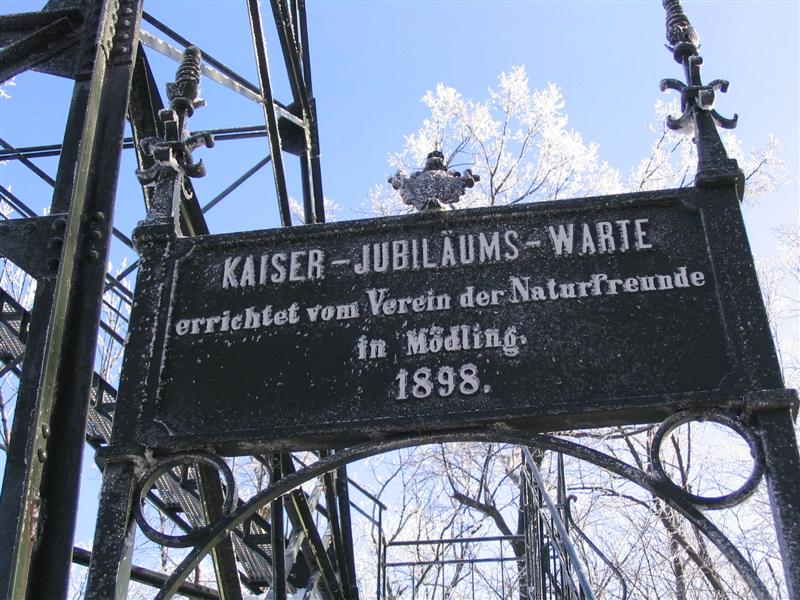 KAISER-JUBILÄUMS-WARTE
errichtet vom Verein der Naturfreunde
in Mödling.
1898.